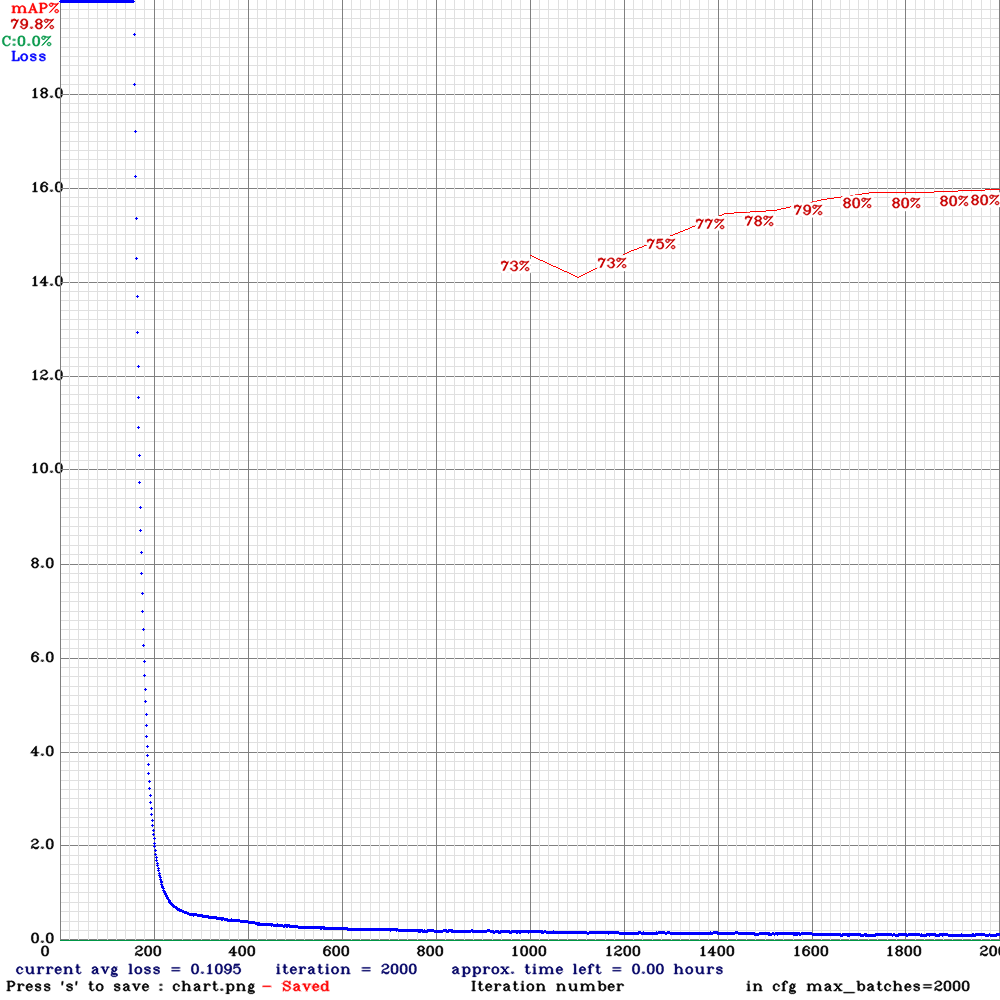 mAP%
79.8%
C:0.0%
Loss
18.0
16.0
14.0
12.0
10.0
8.0
6.0
4.0
2.0
0.0
73% 73% 75% 77% 78% 79% 80% 80% 80% 80%
0 200 400 600 800 1000 1200 1400 1600 1800 200
current avg loss = 0.1095 iteration = 2000 approx. time left = 0.00 hours
Press 's' to save : chart.png - Saved Iteration number in cfg max_batches=2000